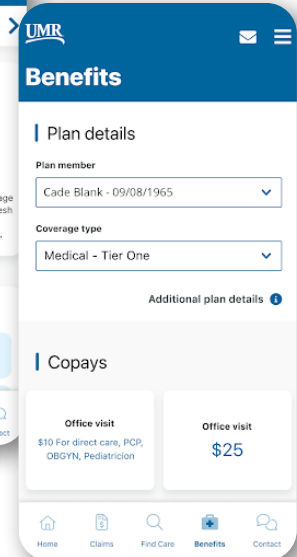 UMR
Benefits
Plan details
Plan member
Cade Blank - 09/08/1965
Coverage type
Medical - Tier One
Additional plan details
Copays
Office visit
$10 For direct care, PCP,
OBGYN, Pediatricion
Office visit
$25
Home
Claims
Find Care
Benefits
Contact